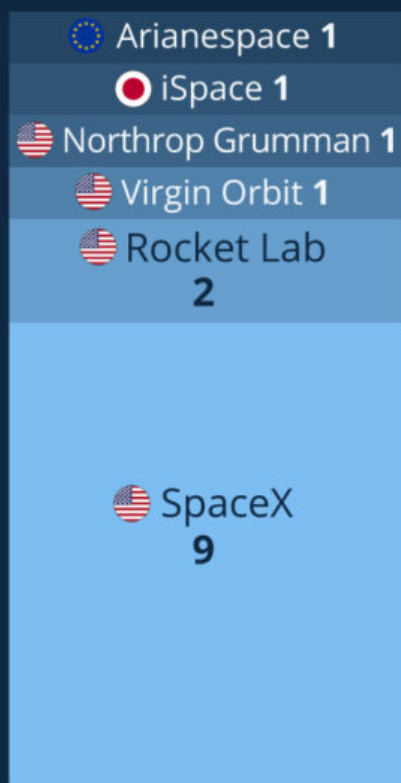 Arianespace 1
iSpace 1
Northrop Grumman 1
Virgin Orbit 1
Rocket Lab
2
SpaceX
9